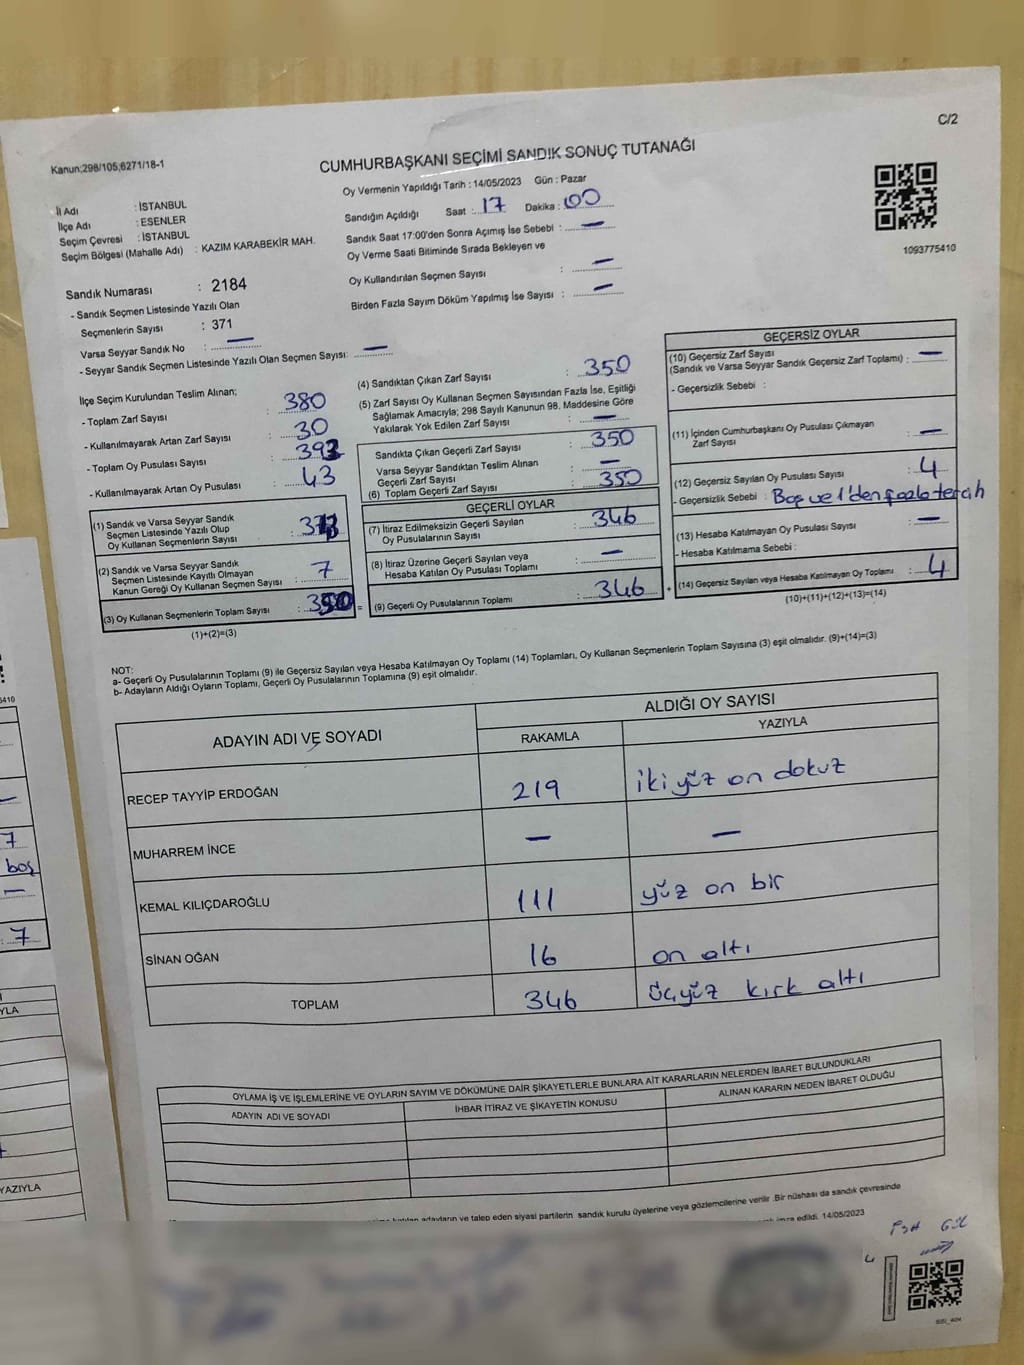 C/2
Kanun;298/105;6271/18-1
CUMHURBAŞKANI SEÇİMİ SANDIK SONUÇ TUTANAĞI
Oy Vermenin Yapıldığı Tarih : 14/05/2023 Gün : Pazar
İl Adı : İSTANBUL
İlçe Adı : ESENLER
Seçim Çevresi : İSTANBUL
Seçim Bölgesi (Mahalle Adı) : KAZIM KARABEKİR MAH.
Sandığın Açıldığı Saat : 17 Dakika : 00
Sandık Saat 17:00'den Sonra Açımış İse Sebebi : —
Oy Verme Saati Bitiminde Sırada Bekleyen ve
Oy Kullandırılan Seçmen Sayısı : —
Birden Fazla Sayım Döküm Yapılmış İse Sayısı : —
1093775410
Sandık Numarası : 2184
- Sandık Seçmen Listesinde Yazılı Olan
Seçmenlerin Sayısı : 371
Varsa Seyyar Sandık No : —
- Seyyar Sandık Seçmen Listesinde Yazılı Olan Seçmen Sayısı: —
İlçe Seçim Kurulundan Teslim Alınan;
- Toplam Zarf Sayısı : 380
- Kullanılmayarak Artan Zarf Sayısı : 30
- Toplam Oy Pusulası Sayısı : 393
- Kullanılmayarak Artan Oy Pusulası : 43
(1) Sandık ve Varsa Seyyar Sandık
Seçmen Listesinde Yazılı Olup
Oy Kullanan Seçmenlerin Sayısı :
(2) Sandık ve Varsa Seyyar Sandık
Seçmen Listesinde Kayıtlı Olmayan
Kanun Gereği Oy Kullanan Seçmen Sayısı : 7
(3) Oy Kullanan Seçmenlerin Toplam Sayısı : 350 =
(1)+(2)=(3)
(4) Sandıktan Çıkan Zarf Sayısı : 350
(5) Zarf Sayısı Oy Kullanan Seçmen Sayısından Fazla İse, Eşitliği
Sağlamak Amacıyla; 298 Sayılı Kanunun 98. Maddesine Göre
Yakılarak Yok Edilen Zarf Sayısı : —
Sandıkta Çıkan Geçerli Zarf Sayısı : 350
Varsa Seyyar Sandıktan Teslim Alınan
Geçerli Zarf Sayısı : —
(6) Toplam Geçerli Zarf Sayısı : 350
GEÇERLİ OYLAR
(7) İtiraz Edilmeksizin Geçerli Sayılan
Oy Pusulalarının Sayısı : 346
(8) İtiraz Üzerine Geçerli Sayılan veya
Hesaba Katılan Oy Pusulası Toplamı : —
(9) Geçerli Oy Pusulalarının Toplamı : 346 +
GEÇERSİZ OYLAR
(10) Geçersiz Zarf Sayısı
(Sandık ve Varsa Seyyar Sandık Geçersiz Zarf Toplamı) : —
- Geçersizlik Sebebi :
(11) İçinden Cumhurbaşkanı Oy Pusulası Çıkmayan
Zarf Sayısı : —
(12) Geçersiz Sayılan Oy Pusulası Sayısı : 4
- Geçersizlik Sebebi : Boş ve 1'den fazla tercih
(13) Hesaba Katılmayan Oy Pusulası Sayısı : —
- Hesaba Katılmama Sebebi :
(14) Geçersiz Sayılan veya Hesaba Katılmayan Oy Toplamı : 4
(10)+(11)+(12)+(13)=(14)
NOT:
a- Geçerli Oy Pusulalarının Toplamı (9) ile Geçersiz Sayılan veya Hesaba Katılmayan Oy Toplamı (14) Toplamları, Oy Kullanan Seçmenlerin Toplam Sayısına (3) eşit olmalıdır. (9)+(14)=(3)
b- Adayların Aldığı Oyların Toplamı, Geçerli Oy Pusulalarının Toplamına (9) eşit olmalıdır.
ADAYIN ADI VE SOYADI
ALDIĞI OY SAYISI
RAKAMLA YAZIYLA
RECEP TAYYİP ERDOĞAN 219 iki yüz on dokuz
MUHARREM İNCE — —
KEMAL KILIÇDAROĞLU 111 yüz on bir
SİNAN OĞAN 16 on altı
TOPLAM 346 üçyüz kırk altı
OYLAMA İŞ VE İŞLEMLERİNE VE OYLARIN SAYIM VE DÖKÜMÜNE DAİR ŞİKAYETLERLE BUNLARA AİT KARARLARIN NELERDEN İBARET BULUNDUKLARI
ADAYIN ADI VE SOYADI İHBAR İTİRAZ VE ŞİKAYETİN KONUSU ALINAN KARARIN NEDEN İBARET OLDUĞU
adayların ve talep eden siyasi partilerin sandık kurulu üyelerine veya gözlemcilerine verilir .Bir nüshası da sandık çevresinde
edildi. 14/05/2023
5410
7
boş
—
7
YLA
YAZIYLA